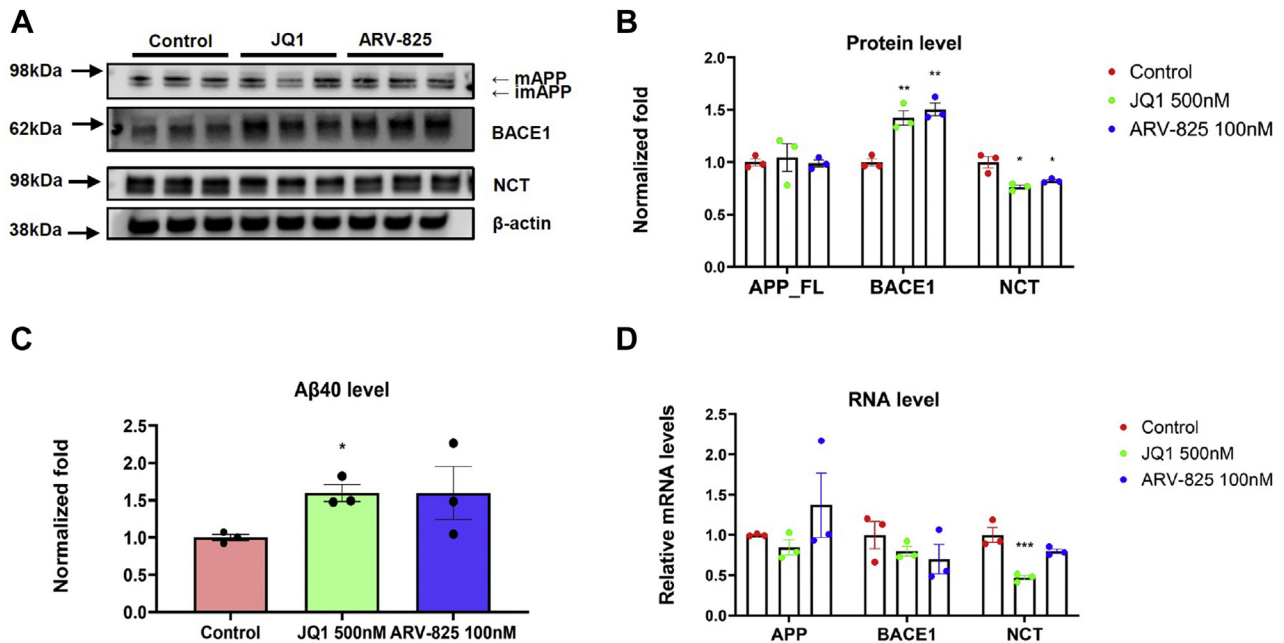 A
Control JQ1 ARV-825
98kDa
← mAPP
← imAPP
62kDa
BACE1
98kDa
NCT
38kDa
β-actin
B
Protein level
Normalized fold
2.0
1.5
1.0
0.5
0.0
** **
* *
APP_FL BACE1 NCT
Control
JQ1 500nM
ARV-825 100nM
C
Aβ40 level
Normalized fold
2.5
2.0
1.5
1.0
0.5
0.0
*
Control JQ1 500nM ARV-825 100nM
D
RNA level
Relative mRNA levels
2.5
2.0
1.5
1.0
0.5
0.0
***
APP BACE1 NCT
Control
JQ1 500nM
ARV-825 100nM